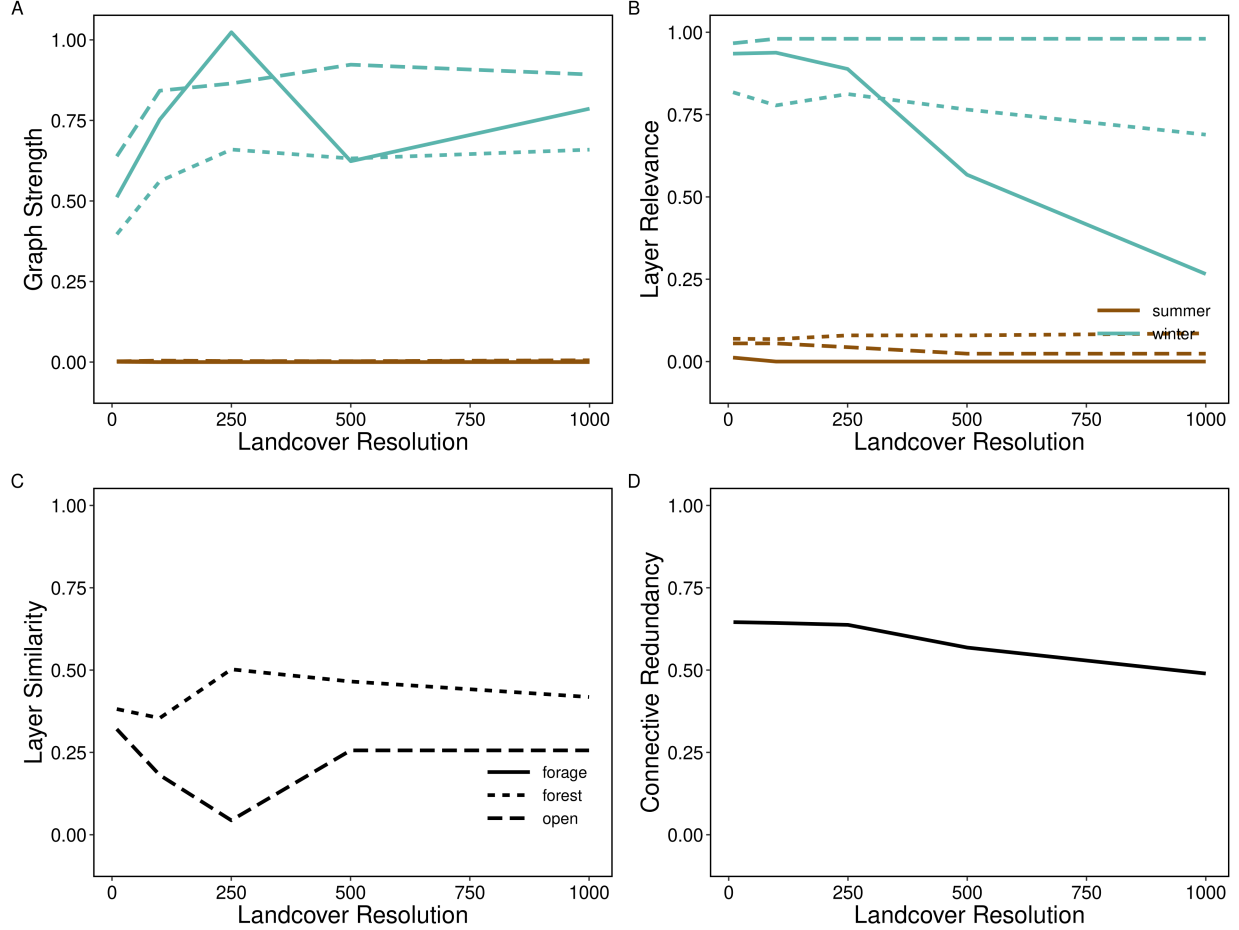 A
Graph Strength
1.00
0.75
0.50
0.25
0.00
0
250
500
750
1000
Landcover Resolution
B
Layer Relevance
1.00
0.75
0.50
0.25
0.00
summer
winter
0
250
500
750
1000
Landcover Resolution
C
Layer Similarity
1.00
0.75
0.50
0.25
0.00
forage
forest
open
0
250
500
750
1000
Landcover Resolution
D
Connective Redundancy
1.00
0.75
0.50
0.25
0.00
0
250
500
750
1000
Landcover Resolution